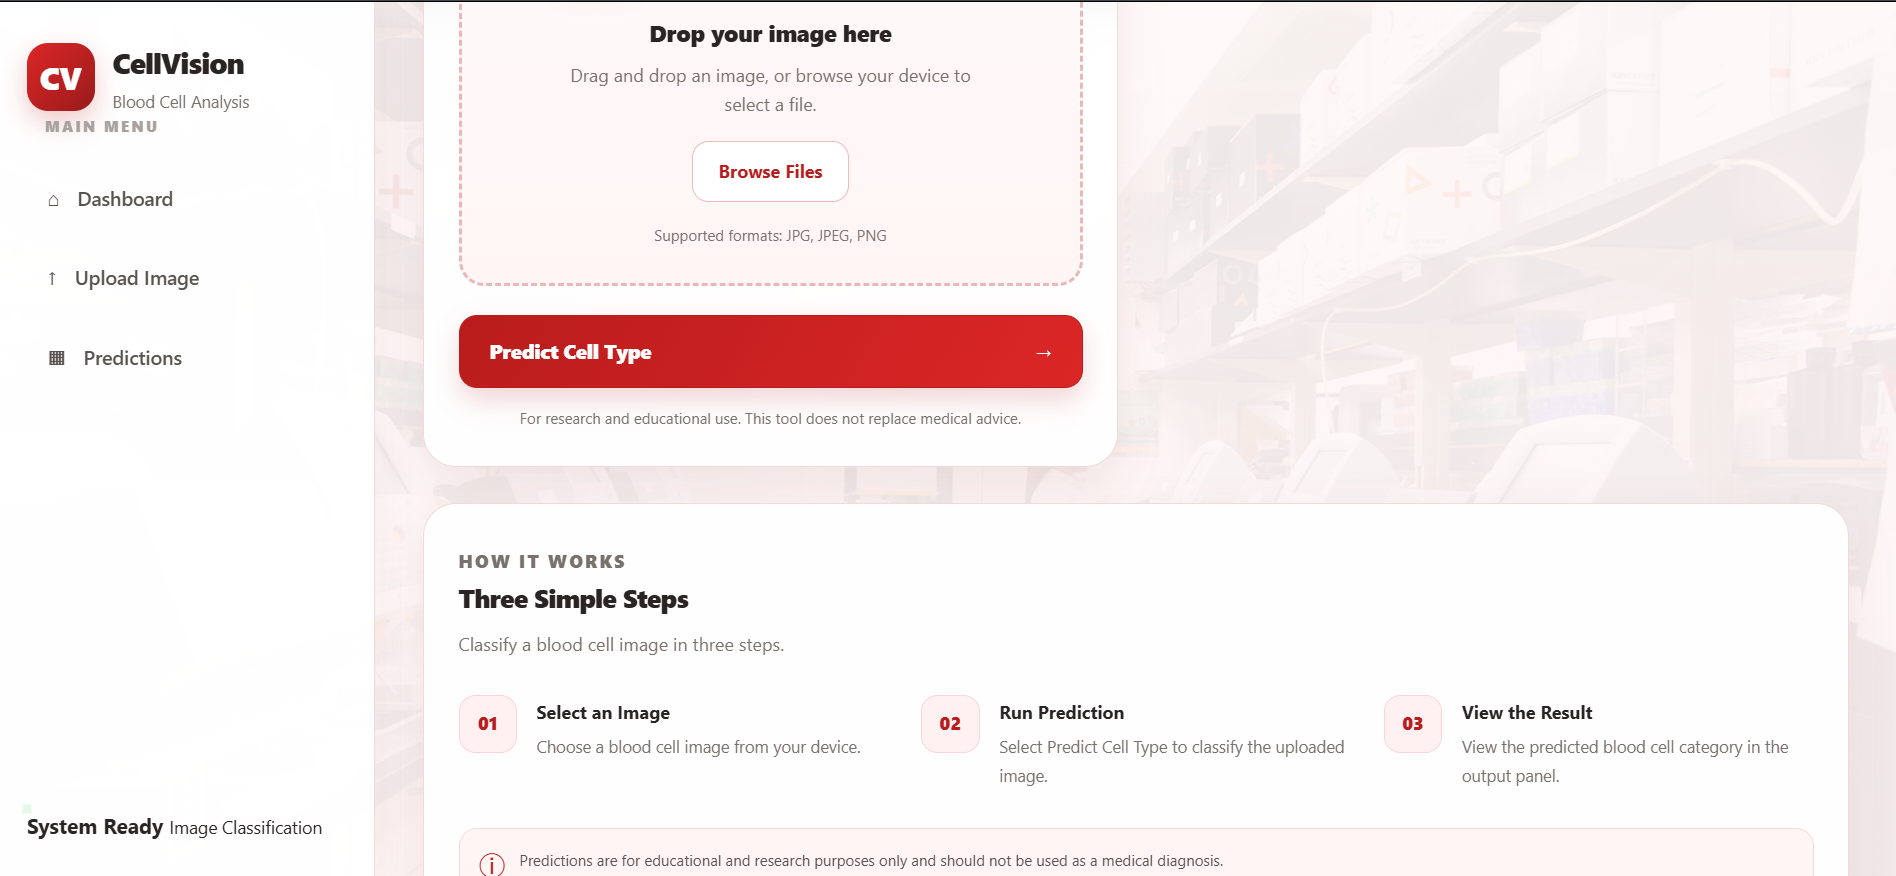 CV
CellVision
Blood Cell Analysis
MAIN MENU
Dashboard
Upload Image
Predictions
System Ready Image Classification
Drop your image here
Drag and drop an image, or browse your device to
select a file.
Browse Files
Supported formats: JPG, JPEG, PNG
Predict Cell Type →
For research and educational use. This tool does not replace medical advice.
HOW IT WORKS
Three Simple Steps
Classify a blood cell image in three steps.
01
Select an Image
Choose a blood cell image from your device.
02
Run Prediction
Select Predict Cell Type to classify the uploaded
image.
03
View the Result
View the predicted blood cell category in the
output panel.
Predictions are for educational and research purposes only and should not be used as a medical diagnosis.